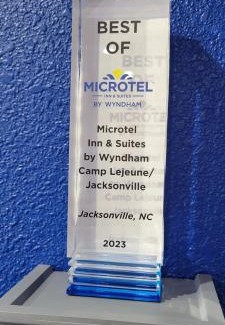 BEST
OF
MICROTEL
INN & SUITES
BY WYNDHAM
Microtel
Inn & Suites
by Wyndham
Camp Lejeune/
Jacksonville
Jacksonville, NC
2023